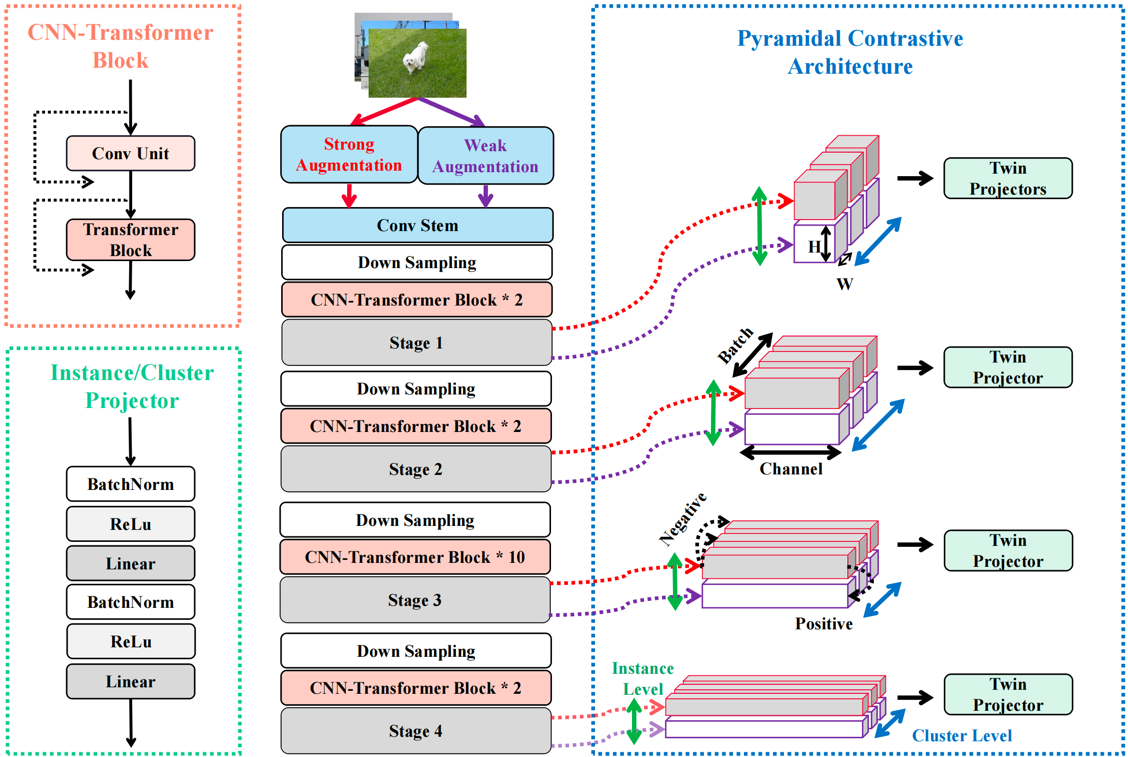 CNN-Transformer
Block
Conv Unit
Transformer
Block
Instance/Cluster
Projector
BatchNorm
ReLu
Linear
BatchNorm
ReLu
Linear
Strong
Augmentation
Weak
Augmentation
Conv Stem
Down Sampling
CNN-Transformer Block * 2
Stage 1
Down Sampling
CNN-Transformer Block * 2
Stage 2
Down Sampling
CNN-Transformer Block * 10
Stage 3
Down Sampling
CNN-Transformer Block * 2
Stage 4
Pyramidal Contrastive
Architecture
H
W
Twin
Projectors
Batch
Channel
Twin
Projector
Negative
Positive
Twin
Projector
Instance
Level
Cluster Level
Twin
Projector